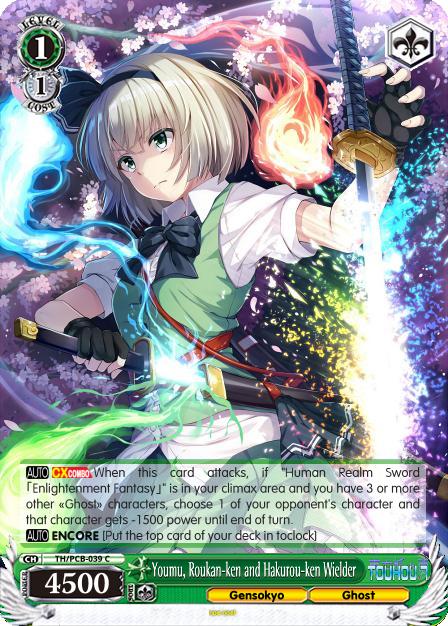 LEVEL
1
1
COST
AUTO CXCOMBO When this card attacks, if "Human Realm Sword
「Enlightenment Fantasy」" is in your climax area and you have 3 or more
other «Ghost» characters, choose 1 of your opponent's character and
that character gets -1500 power until end of turn.
AUTO ENCORE [Put the top card of your deck in toclock]
TH/PCB-039 C
POWER
4500
SOUL
Youmu, Roukan-ken and Hakurou-ken Wielder
TOUHOU
Gensokyo
Ghost